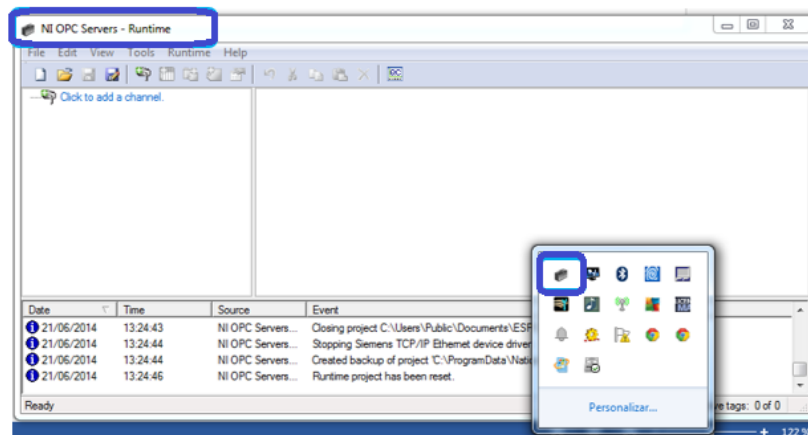 NI OPC Servers - Runtime
File Edit View Tools Runtime Help
Click to add a channel.
Date Time Source Event
21/06/2014 13:24:43 NI OPC Servers... Closing project C:\Users\Public\Documents\ESF
21/06/2014 13:24:44 NI OPC Servers... Stopping Siemens TCP/IP Ethernet device driver
21/06/2014 13:24:44 NI OPC Servers... Created backup of project 'C:\ProgramData\Natio
21/06/2014 13:24:46 NI OPC Servers... Runtime project has been reset.
Personalizar...
Ready ve tags: 0 of 0
122 %